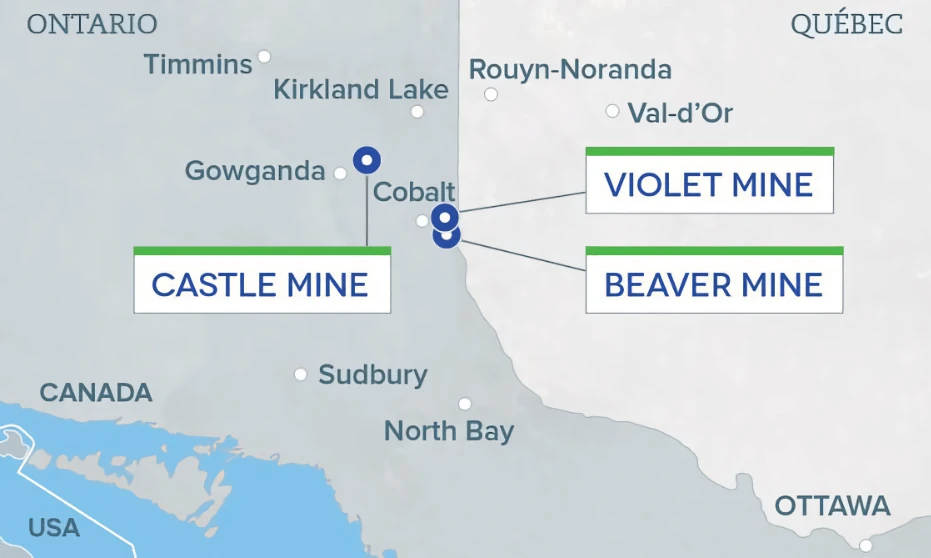 ONTARIO
QUÉBEC
Timmins
Rouyn-Noranda
Kirkland Lake
Val-d’Or
Gowganda
Cobalt
VIOLET MINE
CASTLE MINE
BEAVER MINE
Sudbury
CANADA
North Bay
OTTAWA
USA